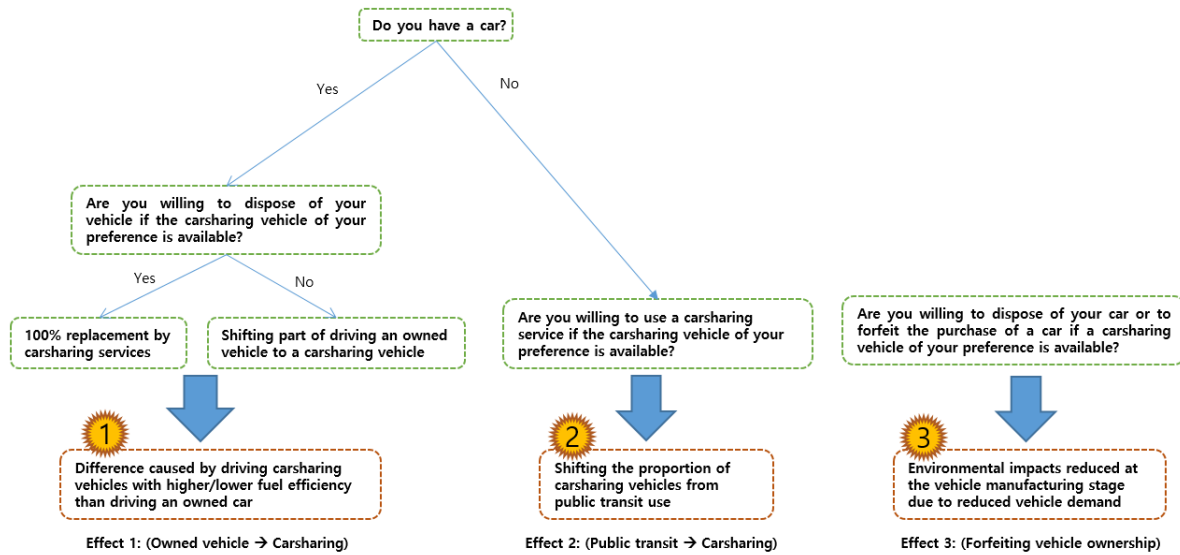 Do you have a car?
Yes
No
Are you willing to dispose of your
vehicle if the carsharing vehicle of your
preference is available?
Yes
No
100% replacement by
carsharing services
Shifting part of driving an owned
vehicle to a carsharing vehicle
Are you willing to use a carsharing
service if the carsharing vehicle of your
preference is available?
Are you willing to dispose of your car or to
forfeit the purchase of a car if a carsharing
vehicle of your preference is available?
1
Difference caused by driving carsharing
vehicles with higher/lower fuel efficiency
than driving an owned car
2
Shifting the proportion of
carsharing vehicles from
public transit use
3
Environmental impacts reduced at
the vehicle manufacturing stage
due to reduced vehicle demand
Effect 1: (Owned vehicle → Carsharing)
Effect 2: (Public transit → Carsharing)
Effect 3: (Forfeiting vehicle ownership)